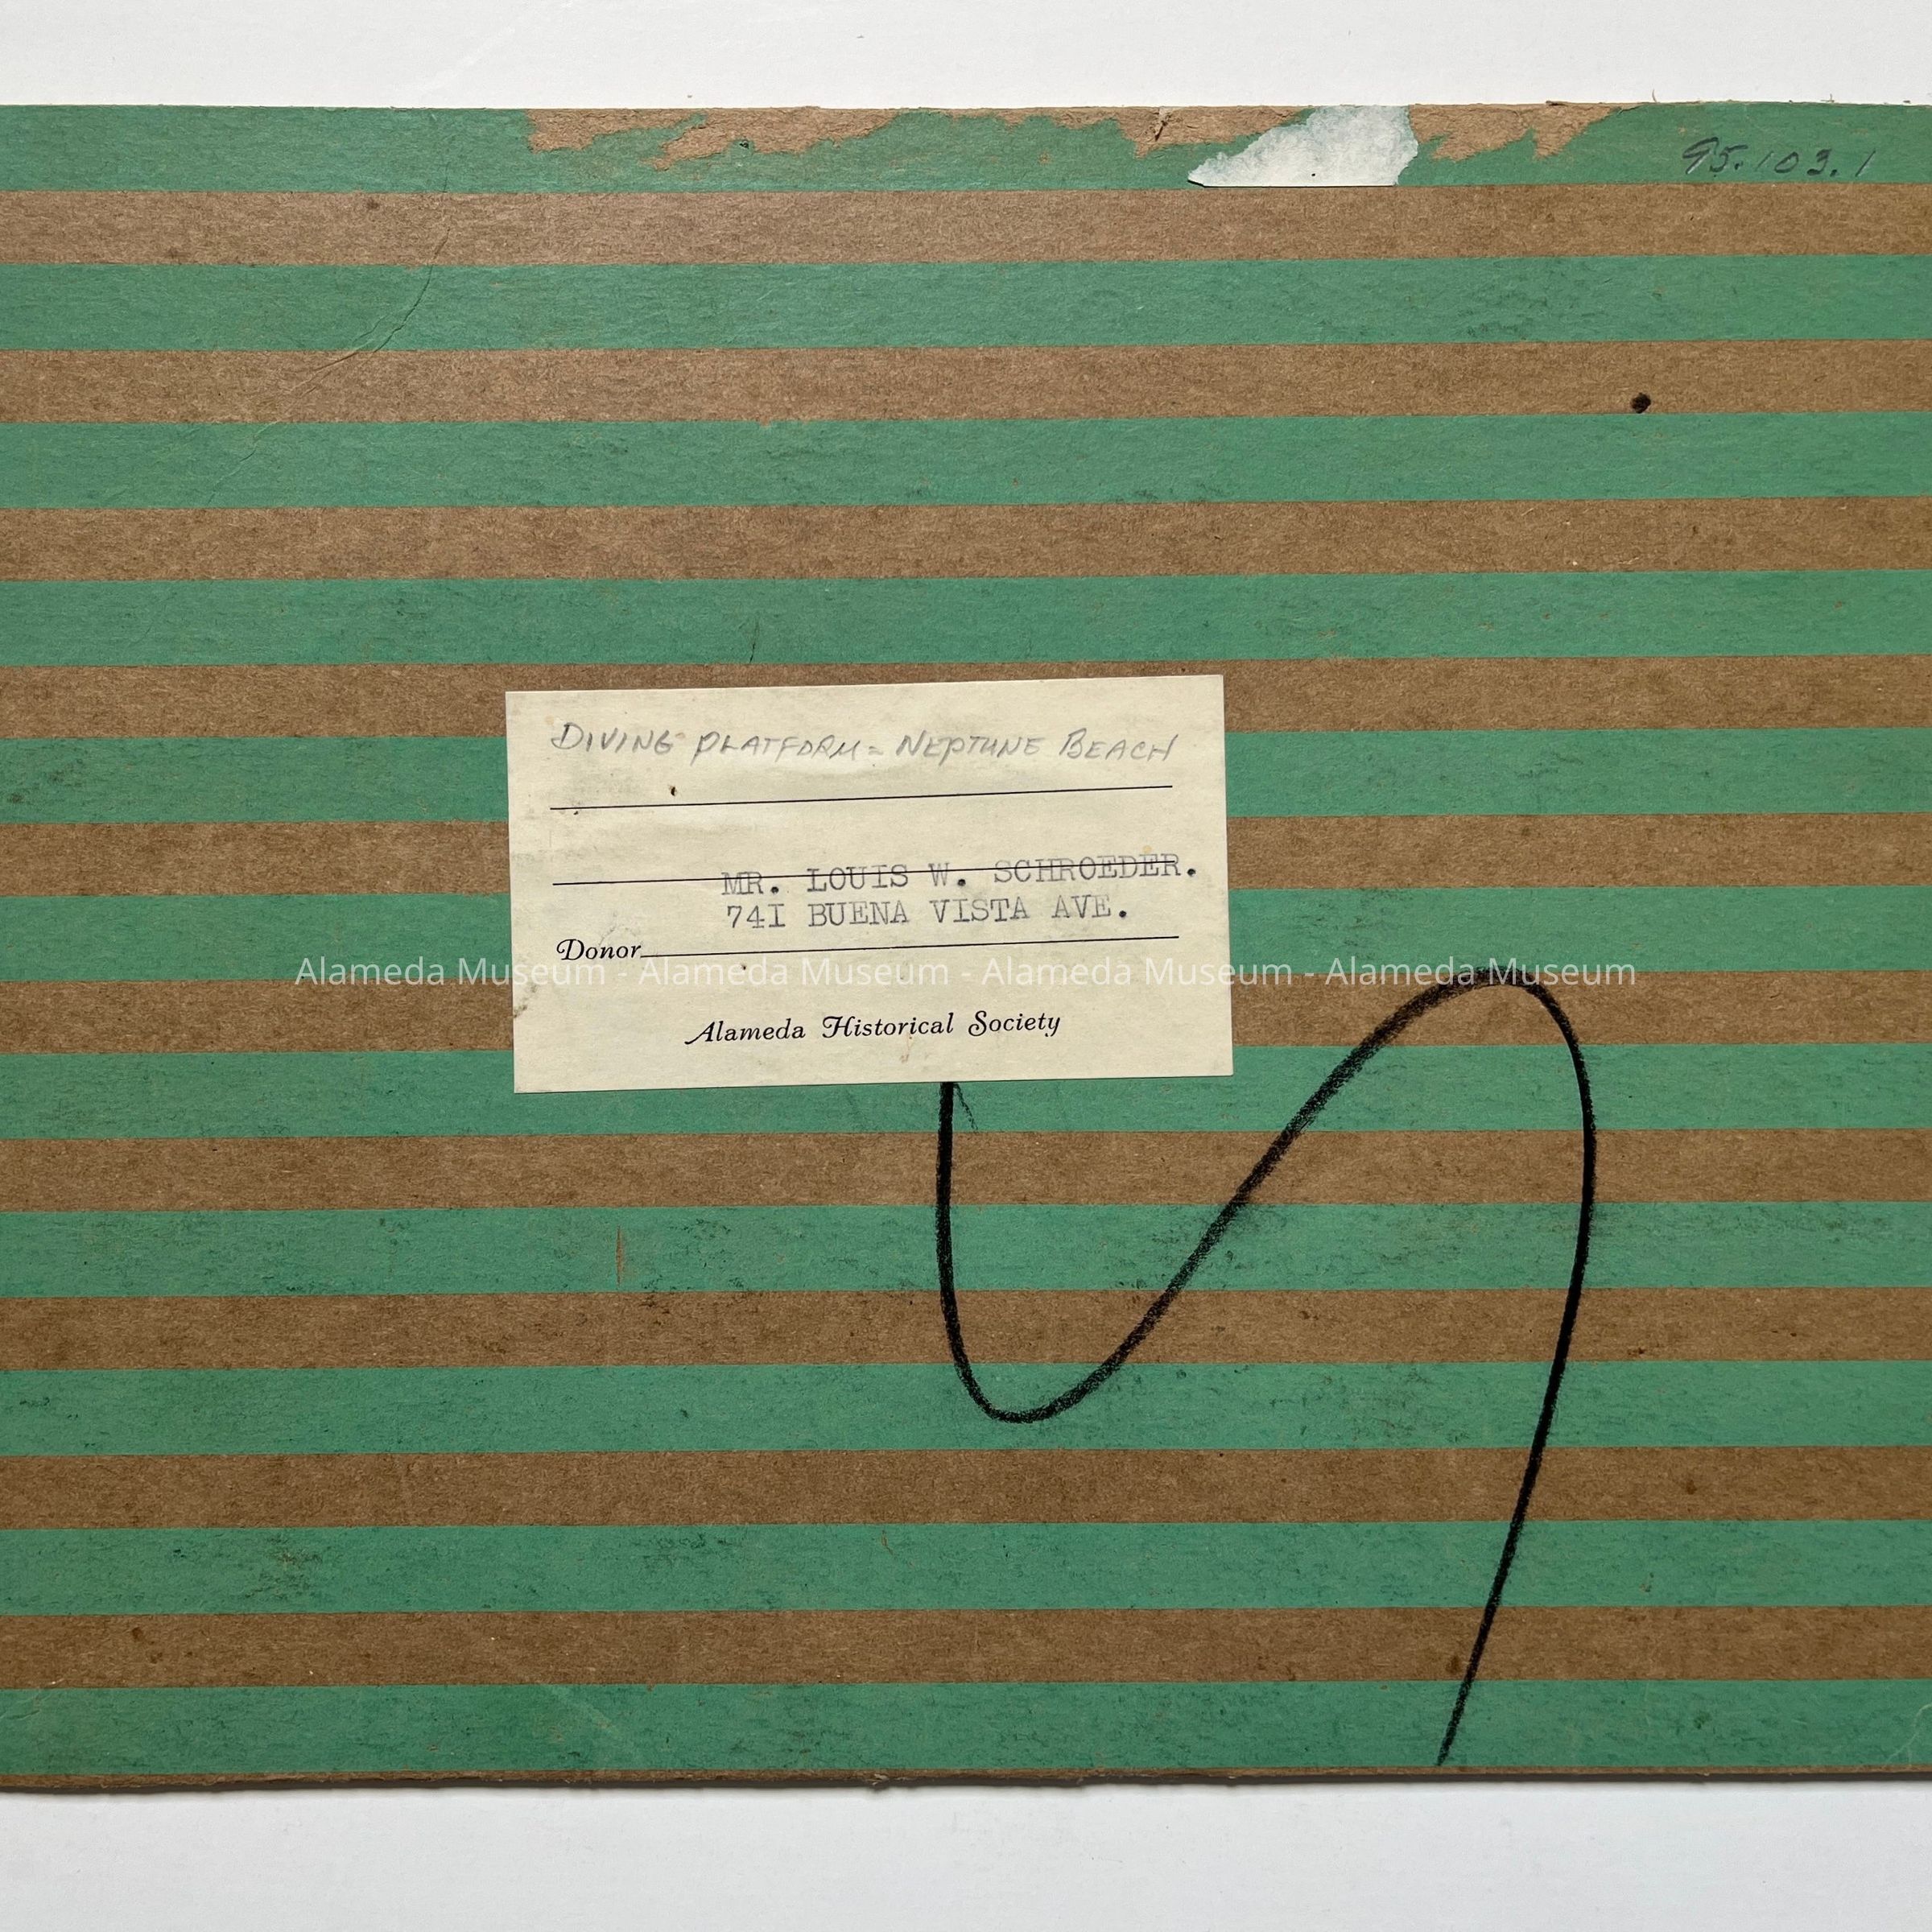 95.103.1
DIVING PLATFORM = NEPTUNE BEACH
MR. LOUIS W. SCHROEDER.
741 BUENA VISTA AVE.
Donor
Alameda Museum - Alameda Museum - Alameda Museum - Alameda Museum
Alameda Historical Society